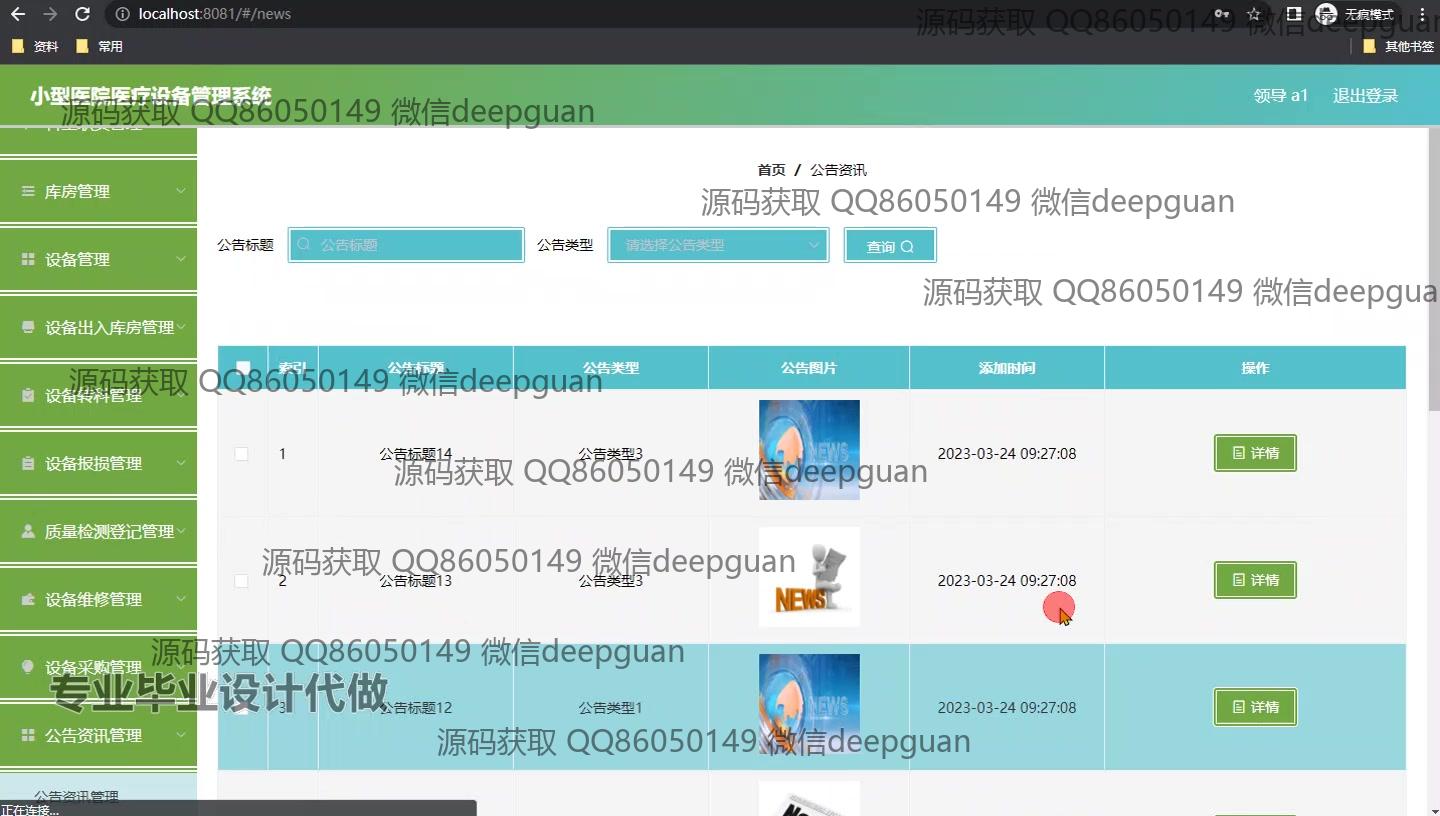 localhost:8081/#/news
无痕模式
源码获取 QQ86050149 微信deepguan
资料
常用
其他书签
小型医院医疗设备管理系统
领导 a1
退出登录
源码获取 QQ86050149 微信deepguan
首页 / 公告资讯
源码获取 QQ86050149 微信deepguan
库房管理
公告标题
公告标题
公告类型
请选择公告类型
查询
设备管理
源码获取 QQ86050149 微信deepgua
设备出入库房管理
索引
公告标题
公告类型
公告图片
添加时间
操作
源码获取 QQ86050149 微信deepguan
设备转科管理
1
公告标题14
公告类型3
NEWS
2023-03-24 09:27:08
详情
设备报损管理
源码获取 QQ86050149 微信deepguan
质量检测登记管理
源码获取 QQ86050149 微信deepguan
2
公告标题13
公告类型3
NEWS
2023-03-24 09:27:08
详情
设备维修管理
源码获取 QQ86050149 微信deepguan
设备采购管理
专业毕业设计代做
3
公告标题12
公告类型1
NEWS
2023-03-24 09:27:08
详情
公告资讯管理
源码获取 QQ86050149 微信deepguan
公告资讯管理
正在连接...